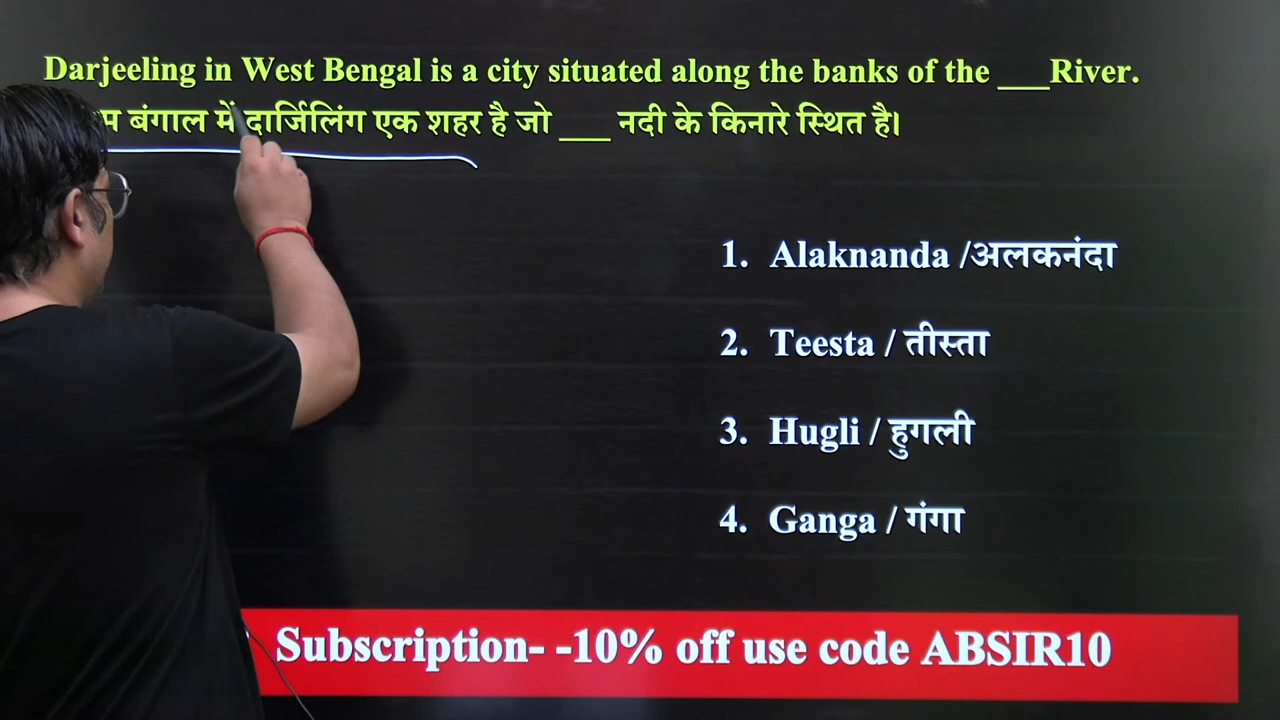 Darjeeling in West Bengal is a city situated along the banks of the ___River.
बंगाल में दार्जिलिंग एक शहर है जो ___ नदी के किनारे स्थित है।
1. Alaknanda /अलकनंदा
2. Teesta / तीस्ता
3. Hugli / हुगली
4. Ganga / गंगा
Subscription- -10% off use code ABSIR10